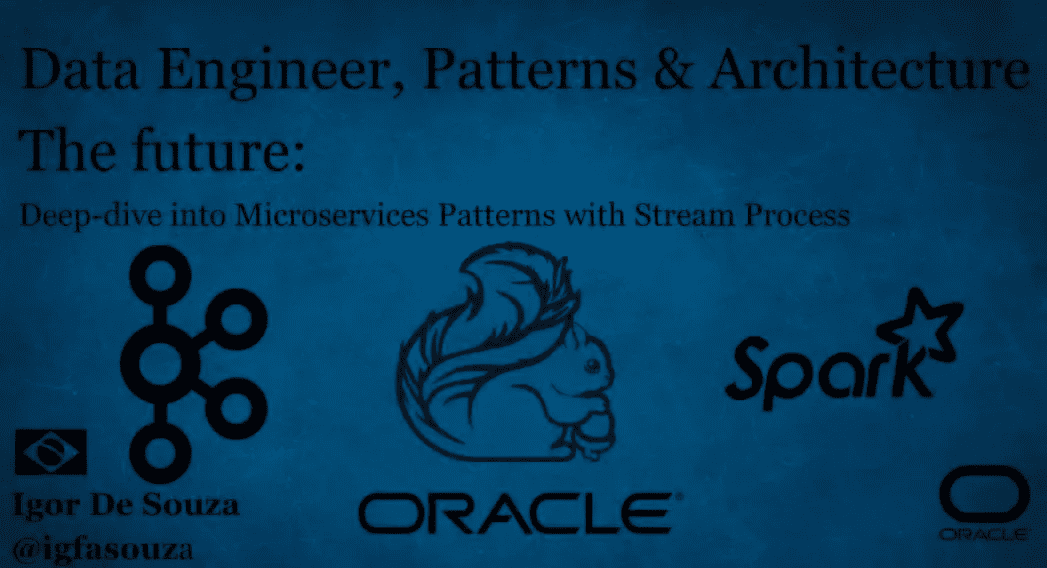 Data Engineer, Patterns & Architecture
The future:
Deep-dive into Microservices Patterns with Stream Process
Spark
Igor De Souza
@igfasouza
ORACLE®
ORACLE